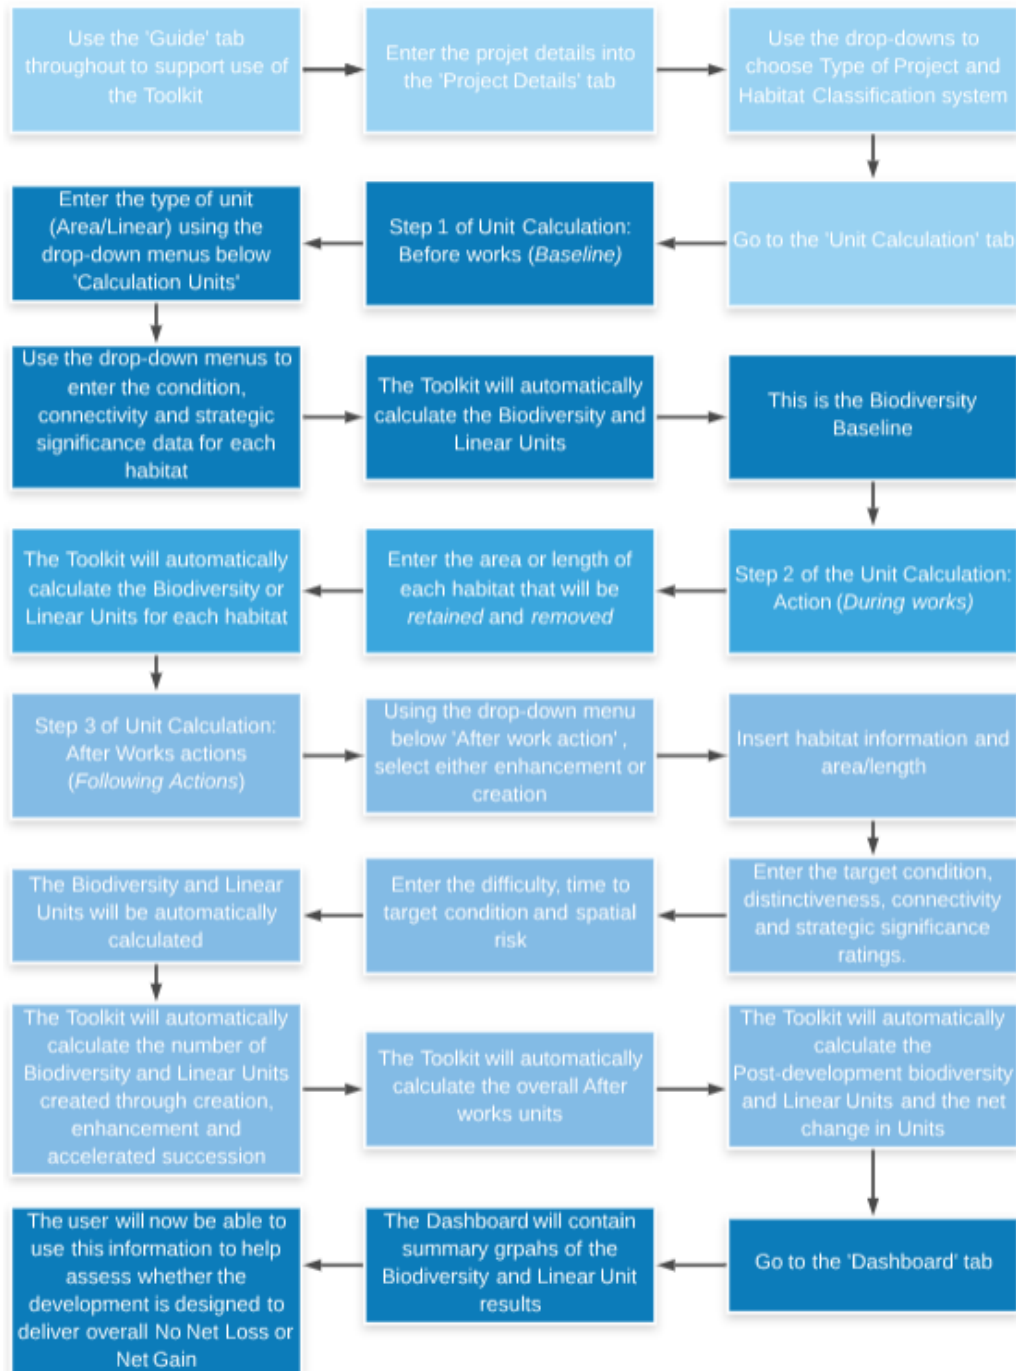 Use the 'Guide' tab
throughout to support use of
the Toolkit
Enter the projet details into
the 'Project Details' tab
Use the drop-downs to
choose Type of Project and
Habitat Classification system
Go to the 'Unit Calculation' tab
Step 1 of Unit Calculation:
Before works (Baseline)
Enter the type of unit
(Area/Linear) using the
drop-down menus below
'Calculation Units'
Use the drop-down menus to
enter the condition,
connectivity and strategic
significance data for each
habitat
The Toolkit will automatically
calculate the Biodiversity and
Linear Units
This is the Biodiversity
Baseline
Step 2 of the Unit Calculation:
Action (During works)
Enter the area or length of
each habitat that will be
retained and removed
The Toolkit will automatically
calculate the Biodiversity or
Linear Units for each habitat
Step 3 of Unit Calculation:
After Works actions
(Following Actions)
Using the drop-down menu
below 'After work action' ,
select either enhancement or
creation
Insert habitat information and
area/length
Enter the target condition,
distinctiveness, connectivity
and strategic significance
ratings.
Enter the difficulty, time to
target condition and spatial
risk
The Biodiversity and Linear
Units will be automatically
calculated
The Toolkit will automatically
calculate the number of
Biodiversity and Linear Units
created through creation,
enhancement and
accelerated succession
The Toolkit will automatically
calculate the overall After
works units
The Toolkit will automatically
calculate the
Post-development biodiversity
and Linear Units and the net
change in Units
Go to the 'Dashboard' tab
The Dashboard will contain
summary grpahs of the
Biodiversity and Linear Unit
results
The user will now be able to
use this information to help
assess whether the
development is designed to
deliver overall No Net Loss or
Net Gain